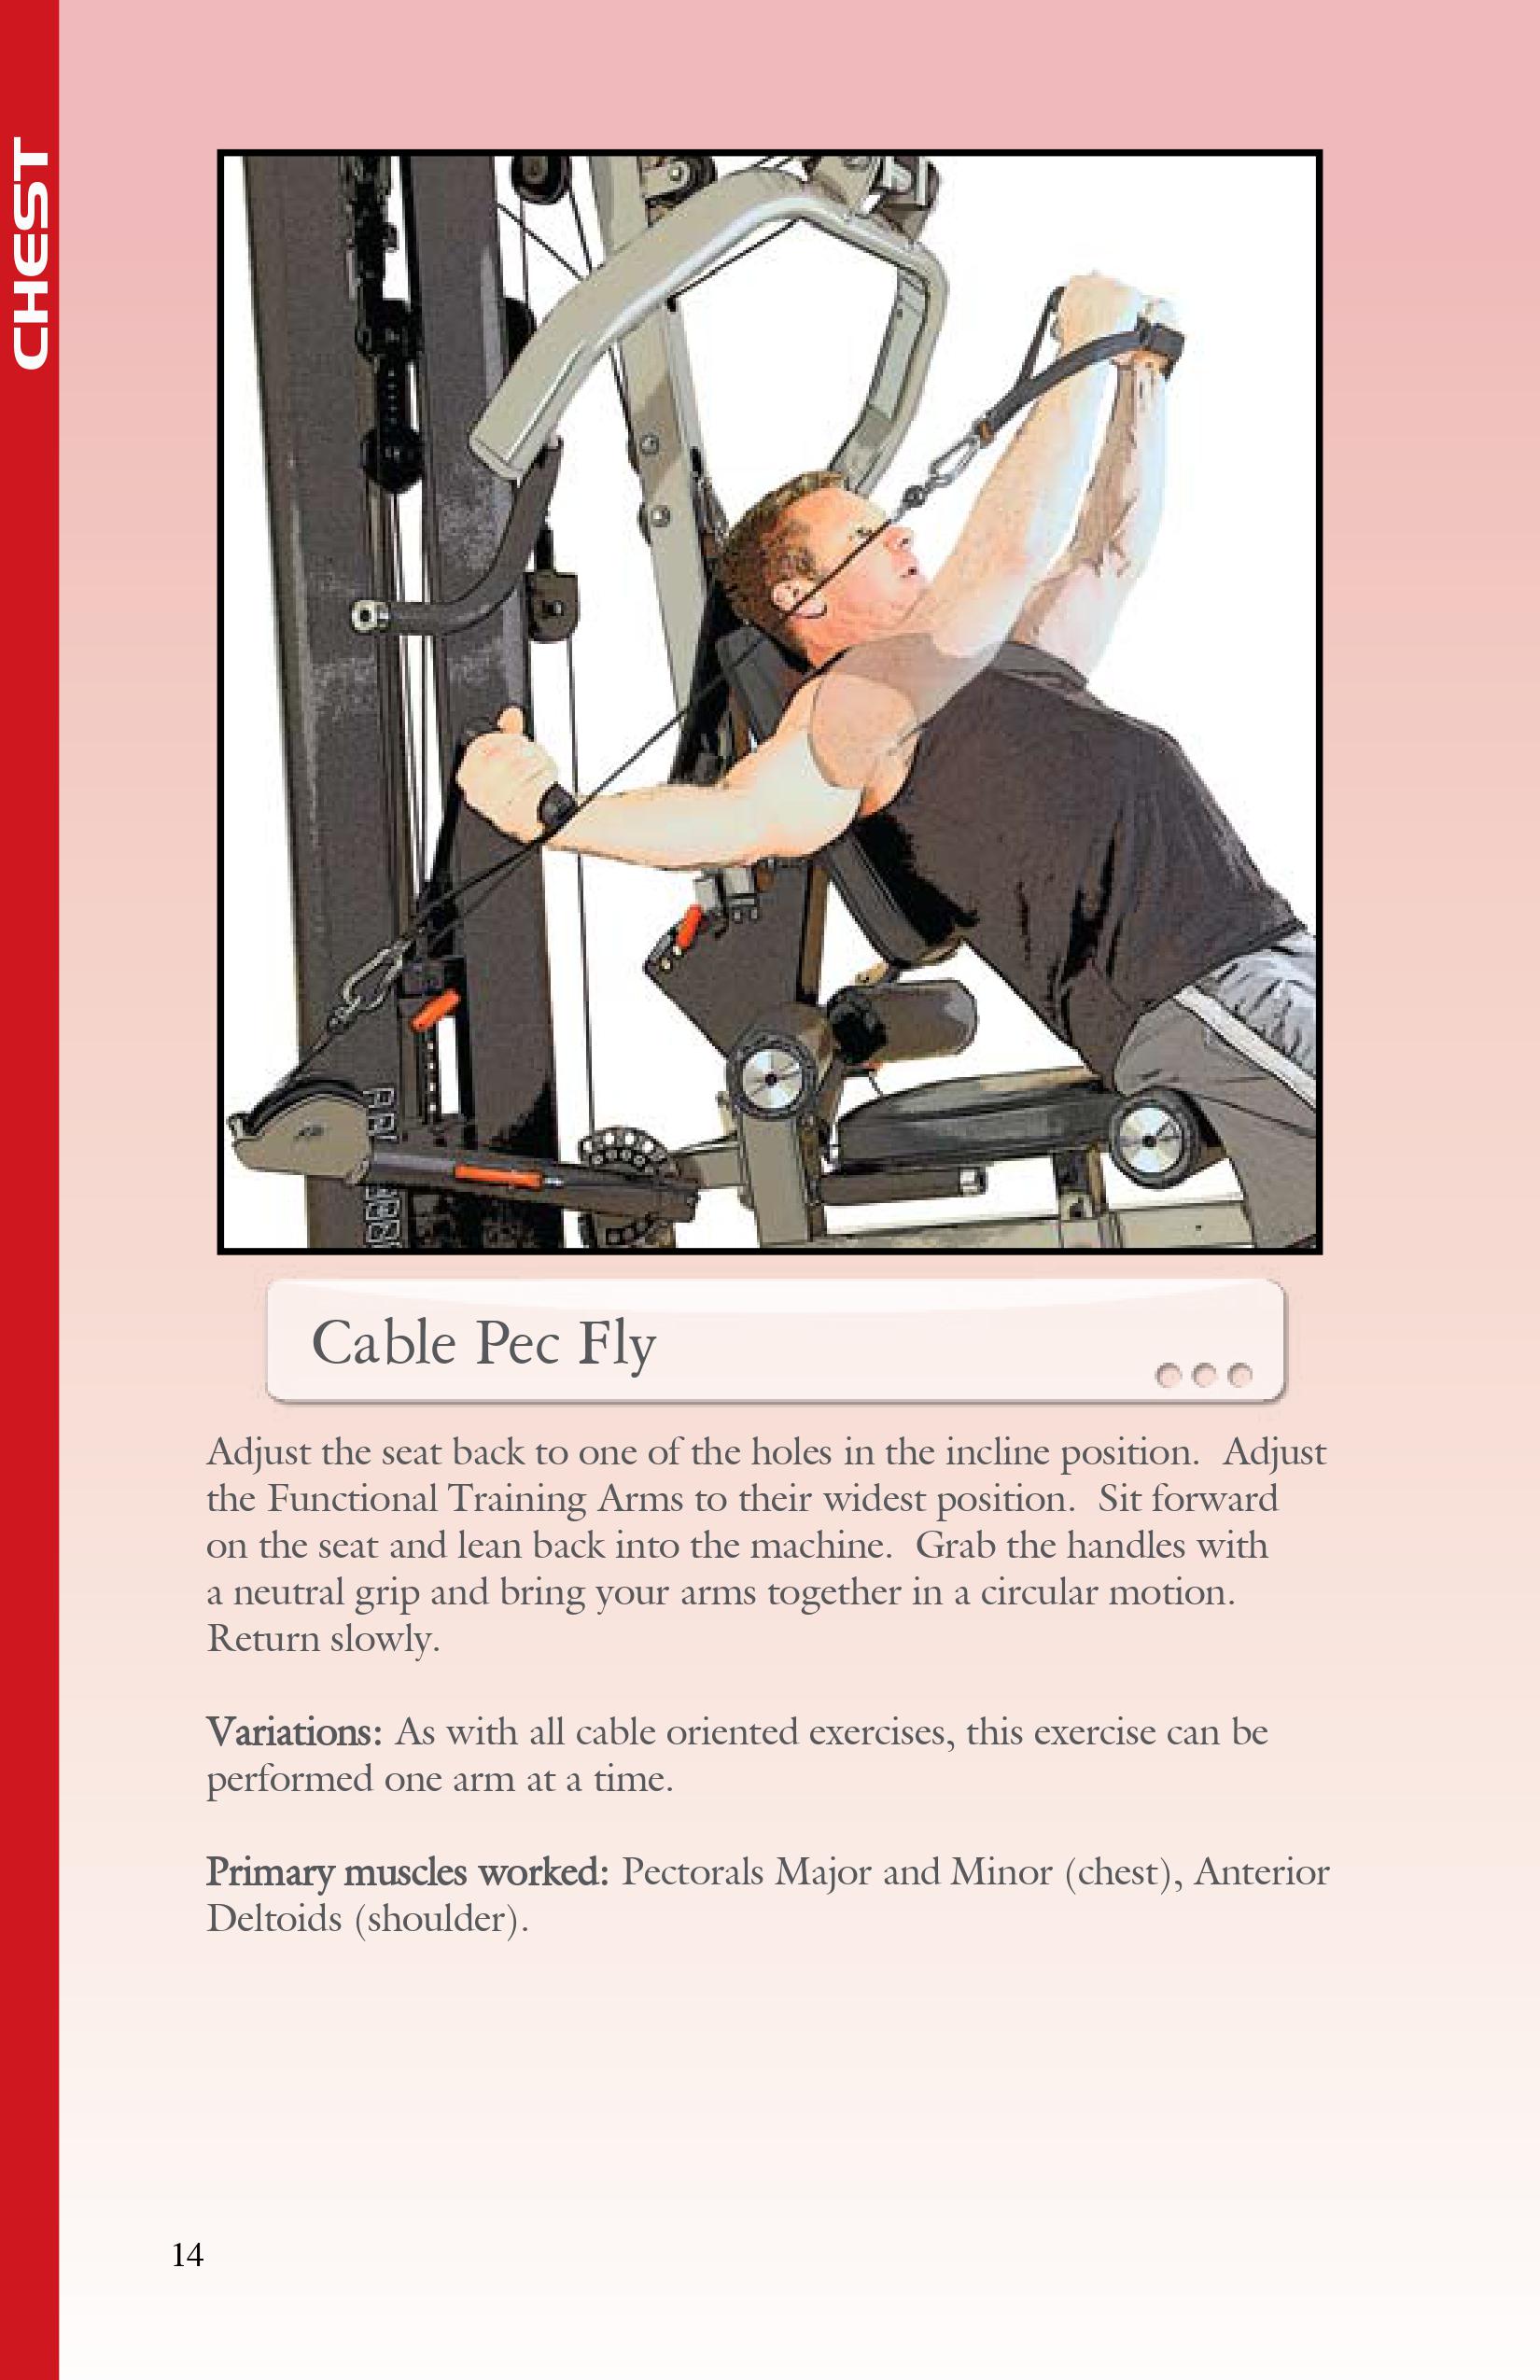 CHEST
Cable Pec Fly
Adjust the seat back to one of the holes in the incline position.  Adjust
the Functional Training Arms to their widest position.  Sit forward
on the seat and lean back into the machine.  Grab the handles with
a neutral grip and bring your arms together in a circular motion.
Return slowly.
Variations: As with all cable oriented exercises, this exercise can be
performed one arm at a time.
Primary muscles worked: Pectorals Major and Minor (chest), Anterior
Deltoids (shoulder).
14